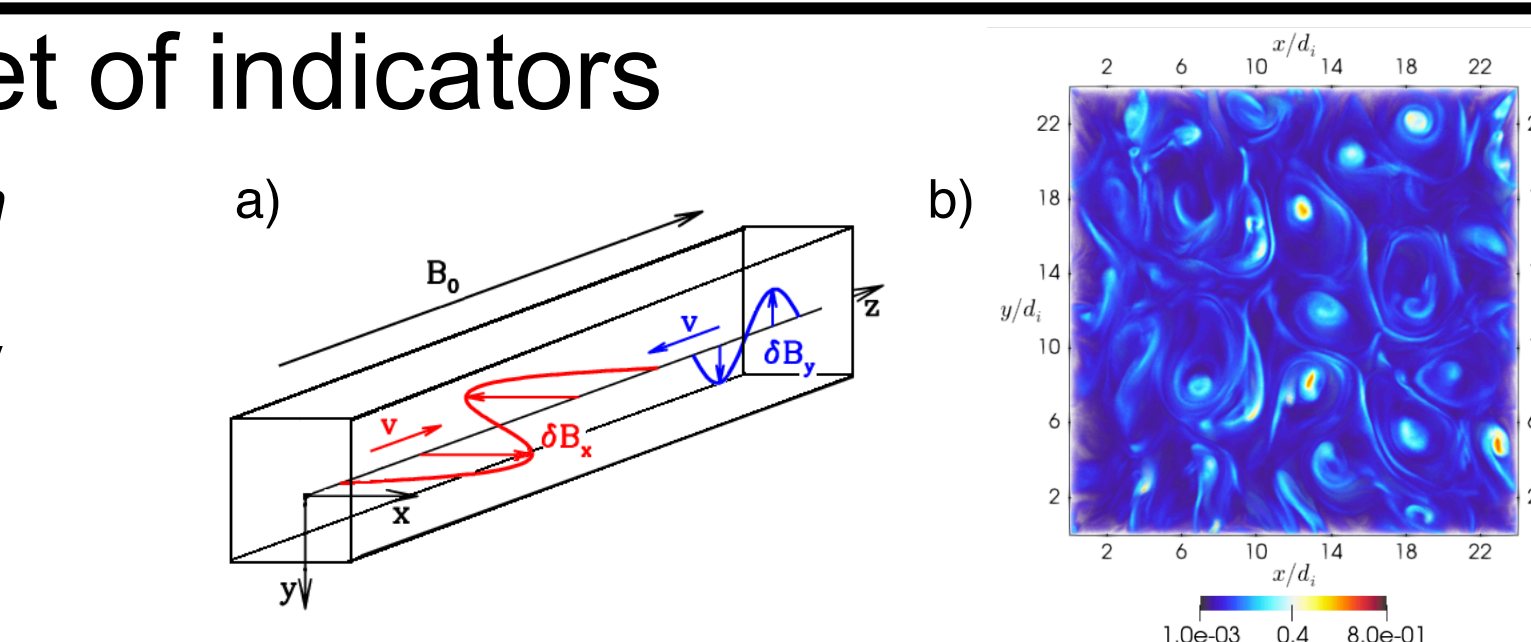 et of indicators
a)
B0
z
v
δBy
v
δBx
x
y
b)
x/di
2 6 10 14 18 22
22
18
14
y/di
10
6
2
2 6 10 14 18 22
x/di
1.0e-03 0.4 8.0e-01